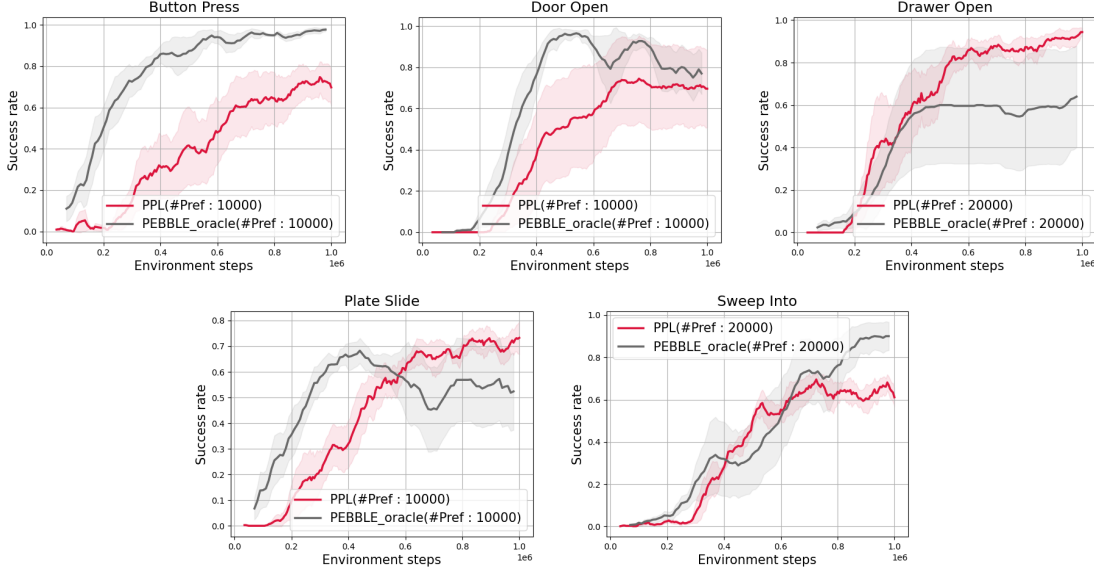 Button Press
Success rate
1.0
0.8
0.6
0.4
0.2
0.0
PPL(#Pref : 10000)
PEBBLE_oracle(#Pref : 10000)
0.0 0.2 0.4 0.6 0.8 1.0
Environment steps
1e6
Door Open
Success rate
1.0
0.8
0.6
0.4
0.2
0.0
PPL(#Pref : 10000)
PEBBLE_oracle(#Pref : 10000)
0.0 0.2 0.4 0.6 0.8 1.0
Environment steps
1e6
Drawer Open
Success rate
1.0
0.8
0.6
0.4
0.2
0.0
PPL(#Pref : 20000)
PEBBLE_oracle(#Pref : 20000)
0.0 0.2 0.4 0.6 0.8 1.0
Environment steps
1e6
Plate Slide
Success rate
0.8
0.7
0.6
0.5
0.4
0.3
0.2
0.1
0.0
PPL(#Pref : 10000)
PEBBLE_oracle(#Pref : 10000)
0.0 0.2 0.4 0.6 0.8 1.0
Environment steps
1e6
Sweep Into
Success rate
1.0
0.8
0.6
0.4
0.2
0.0
PPL(#Pref : 20000)
PEBBLE_oracle(#Pref : 20000)
0.0 0.2 0.4 0.6 0.8 1.0
Environment steps
1e6